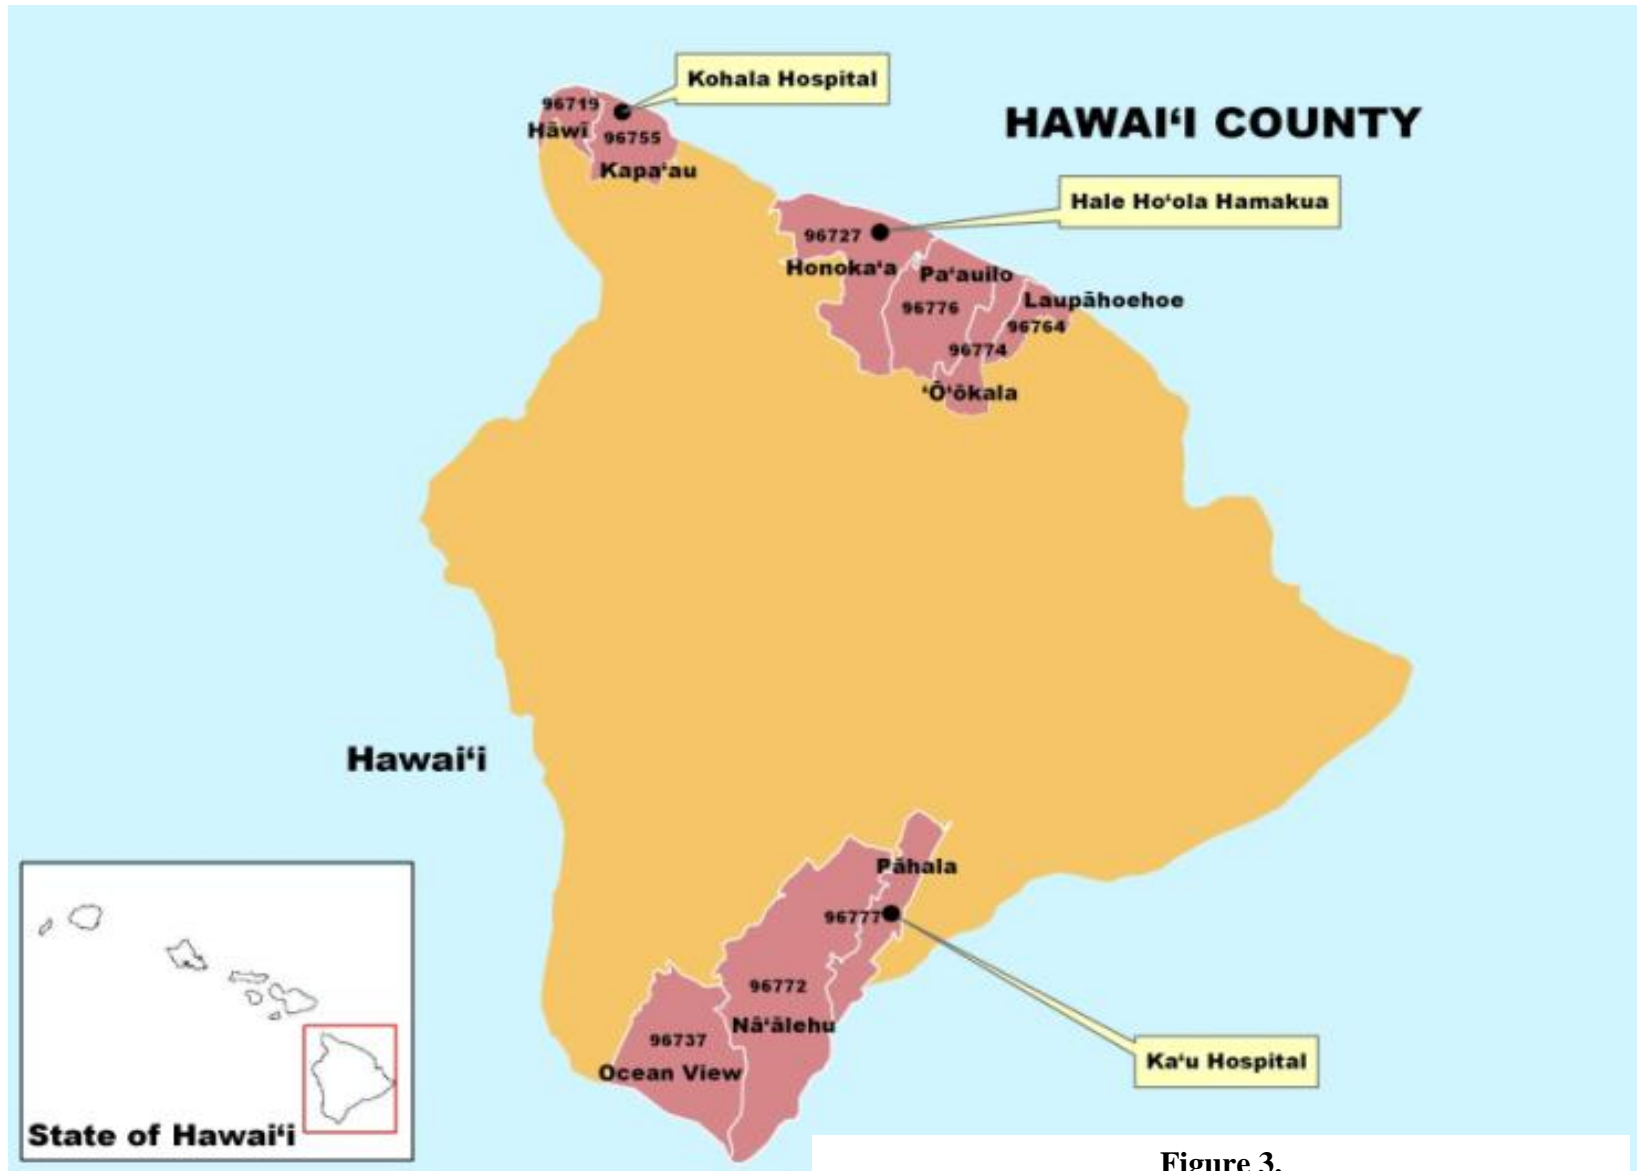 Kohala Hospital
HAWAI‘I COUNTY
96719
Hāwī
96755
Kapa‘au
Hale Ho‘ola Hamakua
96727
Honoka‘a
Pa‘auilo
96776
Laupāhoehoe
96764
96774
‘Ō‘ōkala
Hawai‘i
Pāhala
96777
96772
Nā‘ālehu
96737
Ocean View
Ka‘u Hospital
State of Hawai‘i
Figure 3.